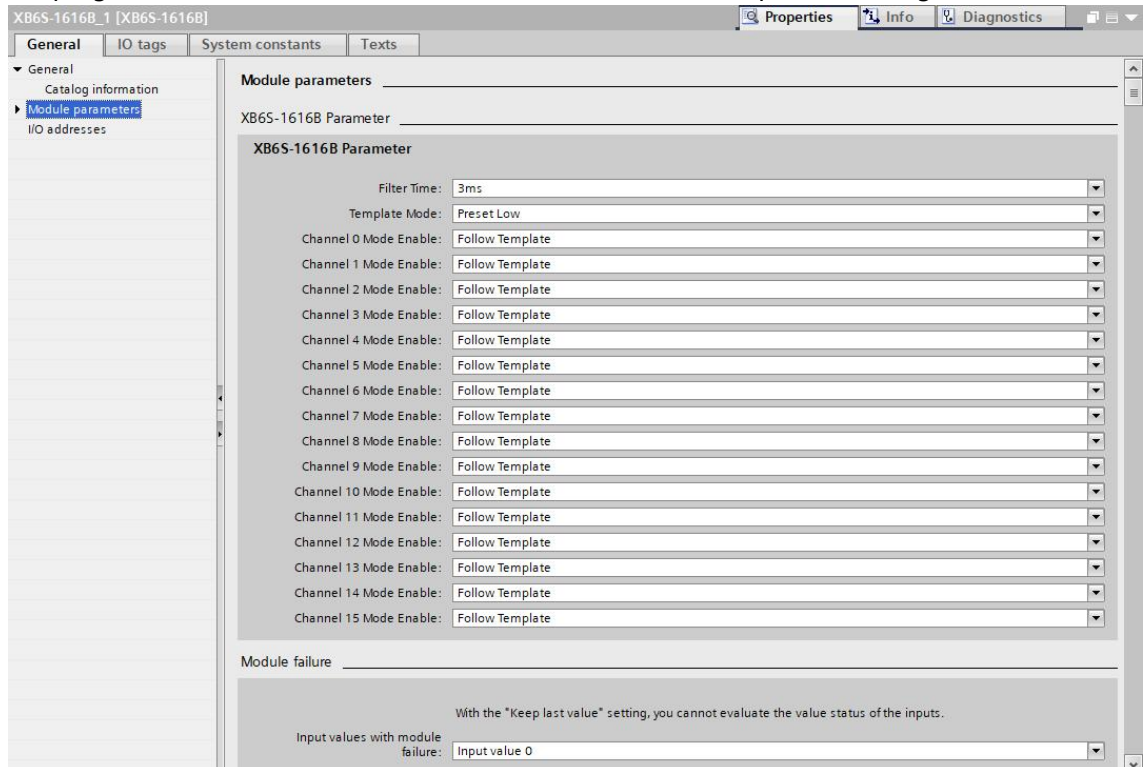 XB6S-1616B_1 [XB6S-1616B]
Properties
Info
Diagnostics
General
IO tags
System constants
Texts
General
Catalog information
Module parameters
I/O addresses
Module parameters
XB6S-1616B Parameter
XB6S-1616B Parameter
Filter Time: 3ms
Template Mode: Preset Low
Channel 0 Mode Enable: Follow Template
Channel 1 Mode Enable: Follow Template
Channel 2 Mode Enable: Follow Template
Channel 3 Mode Enable: Follow Template
Channel 4 Mode Enable: Follow Template
Channel 5 Mode Enable: Follow Template
Channel 6 Mode Enable: Follow Template
Channel 7 Mode Enable: Follow Template
Channel 8 Mode Enable: Follow Template
Channel 9 Mode Enable: Follow Template
Channel 10 Mode Enable: Follow Template
Channel 11 Mode Enable: Follow Template
Channel 12 Mode Enable: Follow Template
Channel 13 Mode Enable: Follow Template
Channel 14 Mode Enable: Follow Template
Channel 15 Mode Enable: Follow Template
Module failure
With the "Keep last value" setting, you cannot evaluate the value status of the inputs.
Input values with module
failure: Input value 0